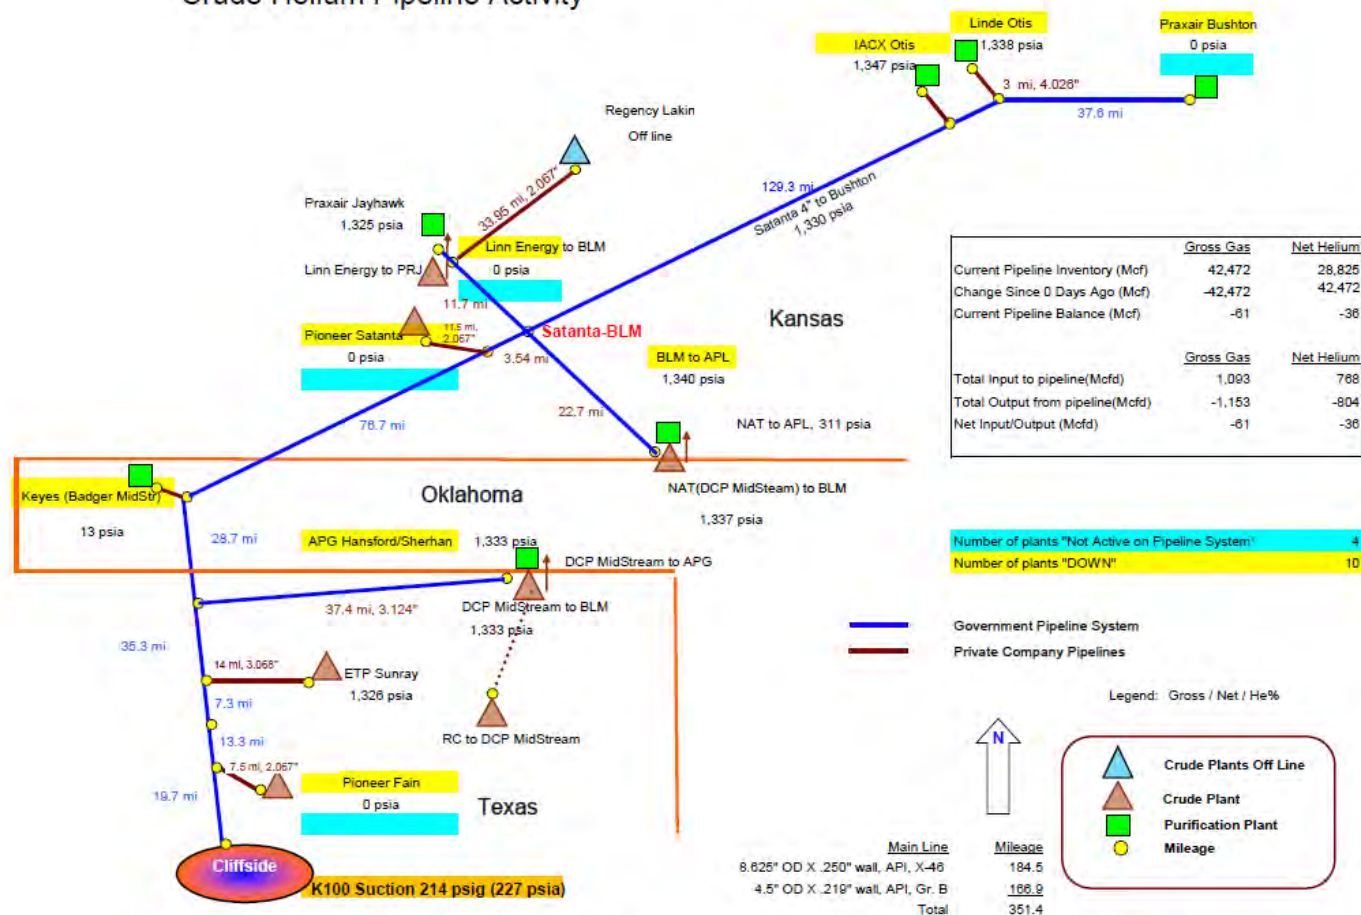 Crude Helium Pipeline Activity
Linde Otis
1,338 psia
Praxair Bushton
0 psia
IACX Otis
1,347 psia
3 mi, 4.026"
37.6 mi
Regency Lakin
Off line
129.3 mi
Satanta 4" to Bushton
1,330 psia
33.95 mi, 2.067"
Praxair Jayhawk
1,325 psia
Linn Energy to BLM
0 psia
Linn Energy to PRJ
11.7 mi
Kansas
Satanta-BLM
11.5 mi,
2.067"
Pioneer Satanta
0 psia
3.54 mi
BLM to APL
1,340 psia
22.7 mi
76.7 mi
NAT to APL, 311 psia
NAT(DCP MidSteam) to BLM
1,337 psia
Gross Gas Net Helium
Current Pipeline Inventory (Mcf) 42,472 28,825
Change Since 0 Days Ago (Mcf) -42,472 42,472
Current Pipeline Balance (Mcf) -61 -36
Gross Gas Net Helium
Total Input to pipeline(Mcfd) 1,093 768
Total Output from pipeline(Mcfd) -1,153 -804
Net Input/Output (Mcfd) -61 -36
Keyes (Badger MidStr)
13 psia
Oklahoma
28.7 mi
APG Hansford/Sherhan
1,333 psia
DCP MidStream to APG
37.4 mi, 3.124"
DCP MidStream to BLM
1,333 psia
Number of plants "Not Active on Pipeline System" 4
Number of plants "DOWN" 10
Government Pipeline System
Private Company Pipelines
35.3 mi
14 mi, 3.068"
ETP Sunray
1,326 psia
7.3 mi
13.3 mi
RC to DCP MidStream
7.5 mi, 2.067"
Pioneer Fain
0 psia
19.7 mi
Texas
Cliffside
K100 Suction 214 psig (227 psia)
Legend: Gross / Net / He%
N
Crude Plants Off Line
Crude Plant
Purification Plant
Mileage
Main Line Mileage
8.625" OD X .250" wall, API, X-46 184.5
4.5" OD X .219" wall, API, Gr. B 166.9
Total 351.4